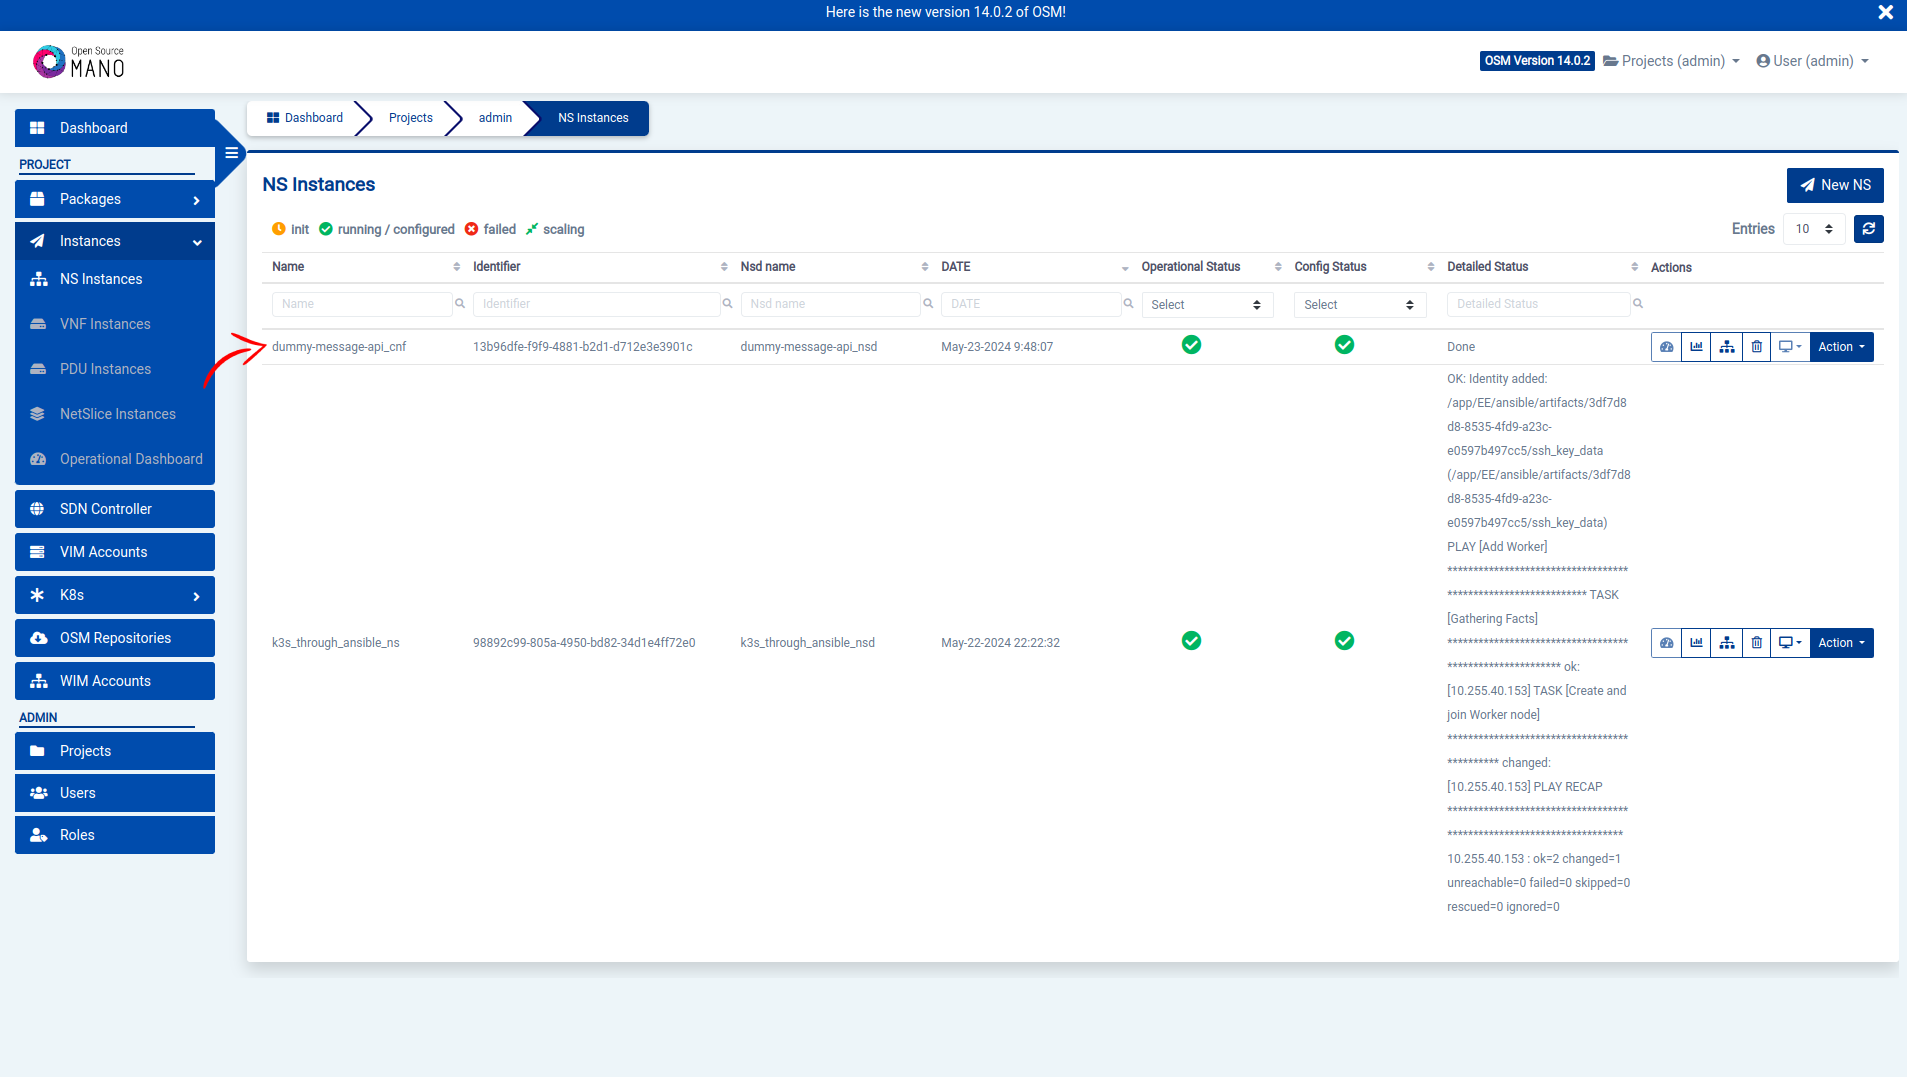 Here is the new version 14.0.2 of OSM!
Open Source
MANO
OSM Version 14.0.2
Projects (admin)
User (admin)
Dashboard
PROJECT
Packages
Instances
NS Instances
VNF Instances
PDU Instances
NetSlice Instances
Operational Dashboard
SDN Controller
VIM Accounts
K8s
OSM Repositories
WIM Accounts
ADMIN
Projects
Users
Roles
Dashboard Projects admin NS Instances
NS Instances
New NS
init running / configured failed scaling
Entries 10
Name Identifier Nsd name DATE Operational Status Config Status Detailed Status Actions
Name Identifier Nsd name DATE Select Select Detailed Status
dummy-message-api_cnf 13b96dfe-f9f9-4881-b2d1-d712e3e3901c dummy-message-api_nsd May-23-2024 9:48:07 Done Action
k3s_through_ansible_ns 98892c99-805a-4950-bd82-34d1e4ff72e0 k3s_through_ansible_nsd May-22-2024 22:22:32 Action
OK: Identity added:
/app/EE/ansible/artifacts/3df7d8
d8-8535-4fd9-a23c-
e0597b497cc5/ssh_key_data
(/app/EE/ansible/artifacts/3df7d8
d8-8535-4fd9-a23c-
e0597b497cc5/ssh_key_data)
PLAY [Add Worker]
***********************************
*************************** TASK
[Gathering Facts]
***********************************
********************** ok:
[10.255.40.153] TASK [Create and
join Worker node]
***********************************
********** changed:
[10.255.40.153] PLAY RECAP
***********************************
**********************************
10.255.40.153 : ok=2 changed=1
unreachable=0 failed=0 skipped=0
rescued=0 ignored=0